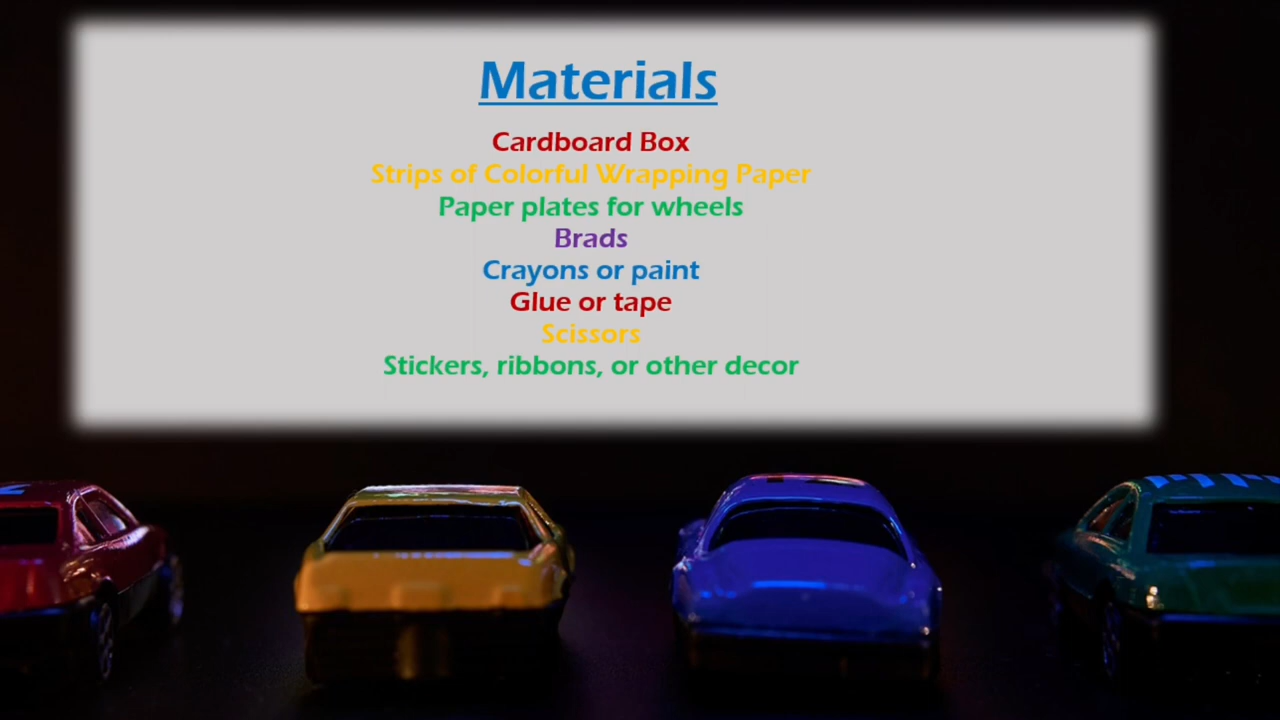 Materials
Cardboard Box
Strips of Colorful Wrapping Paper
Paper plates for wheels
Brads
Crayons or paint
Glue or tape
Scissors
Stickers, ribbons, or other decor